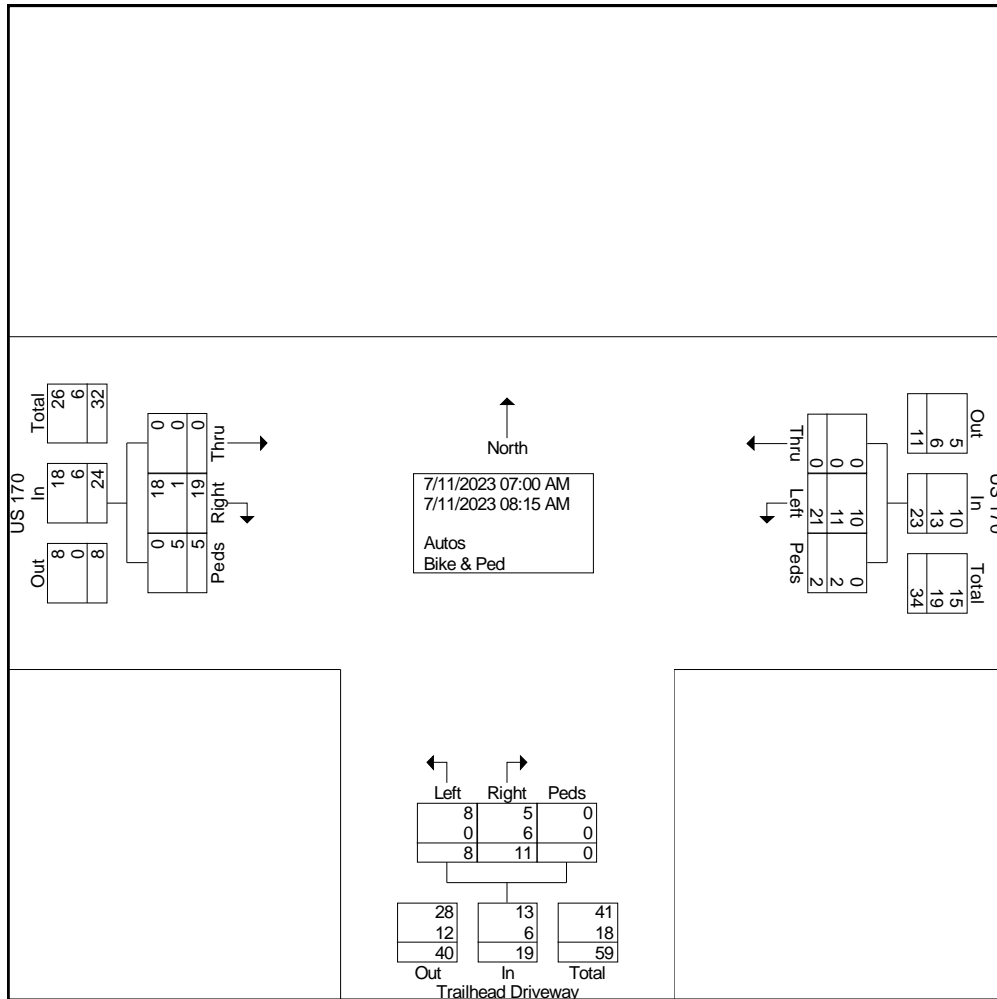 North
7/11/2023 07:00 AM
7/11/2023 08:15 AM
Autos
Bike & Ped
US 170
Total
26
6
32
In
18
6
24
Out
8
0
8
Thru
0
0
0
Right
18
1
19
Peds
0
5
5
US 170
Out
5
6
11
In
10
13
23
Total
15
19
34
Thru
0
0
0
Left
10
11
21
Peds
0
2
2
Left Right Peds
8 5 0
0 6 0
8 11 0
28 13 41
12 6 18
40 19 59
Out In Total
Trailhead Driveway